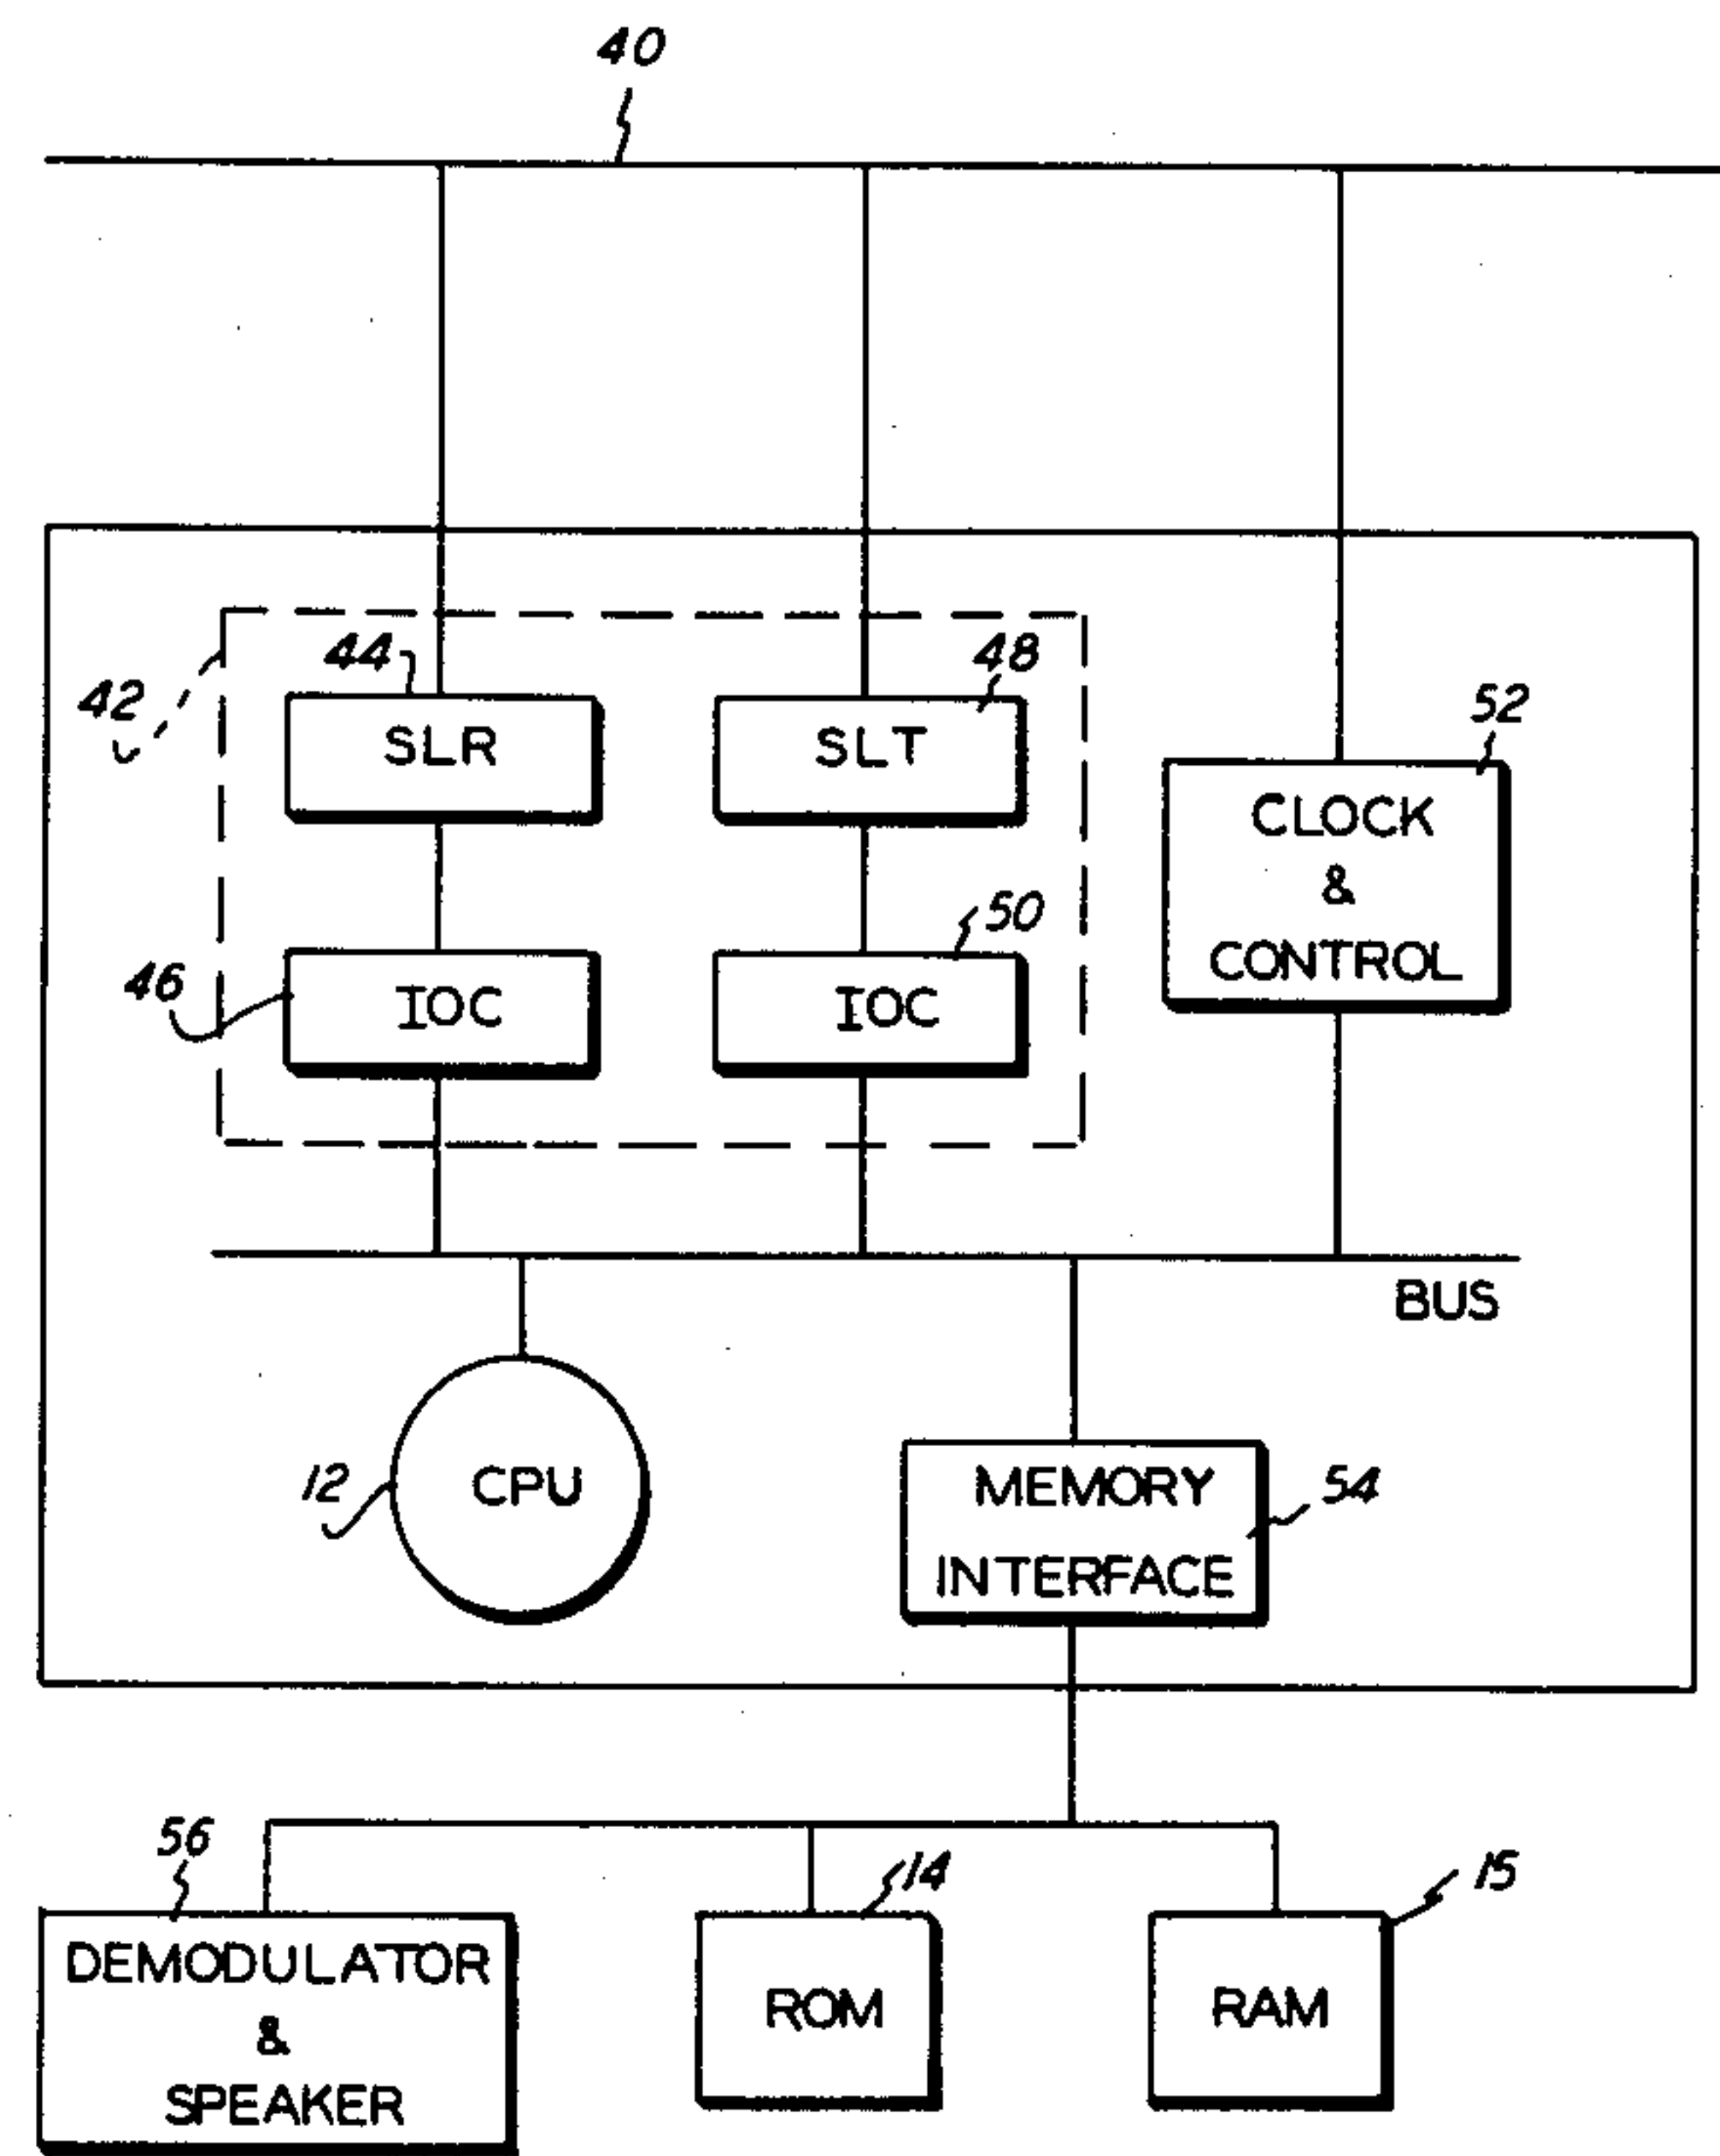 40
44
48
42
52
SLR
SLT
CLOCK
&
CONTROL
50
46
IOC
IOC
BUS
12
CPU
MEMORY
INTERFACE
54
56
14
15
DEMODULATOR
&
SPEAKER
ROM
RAM